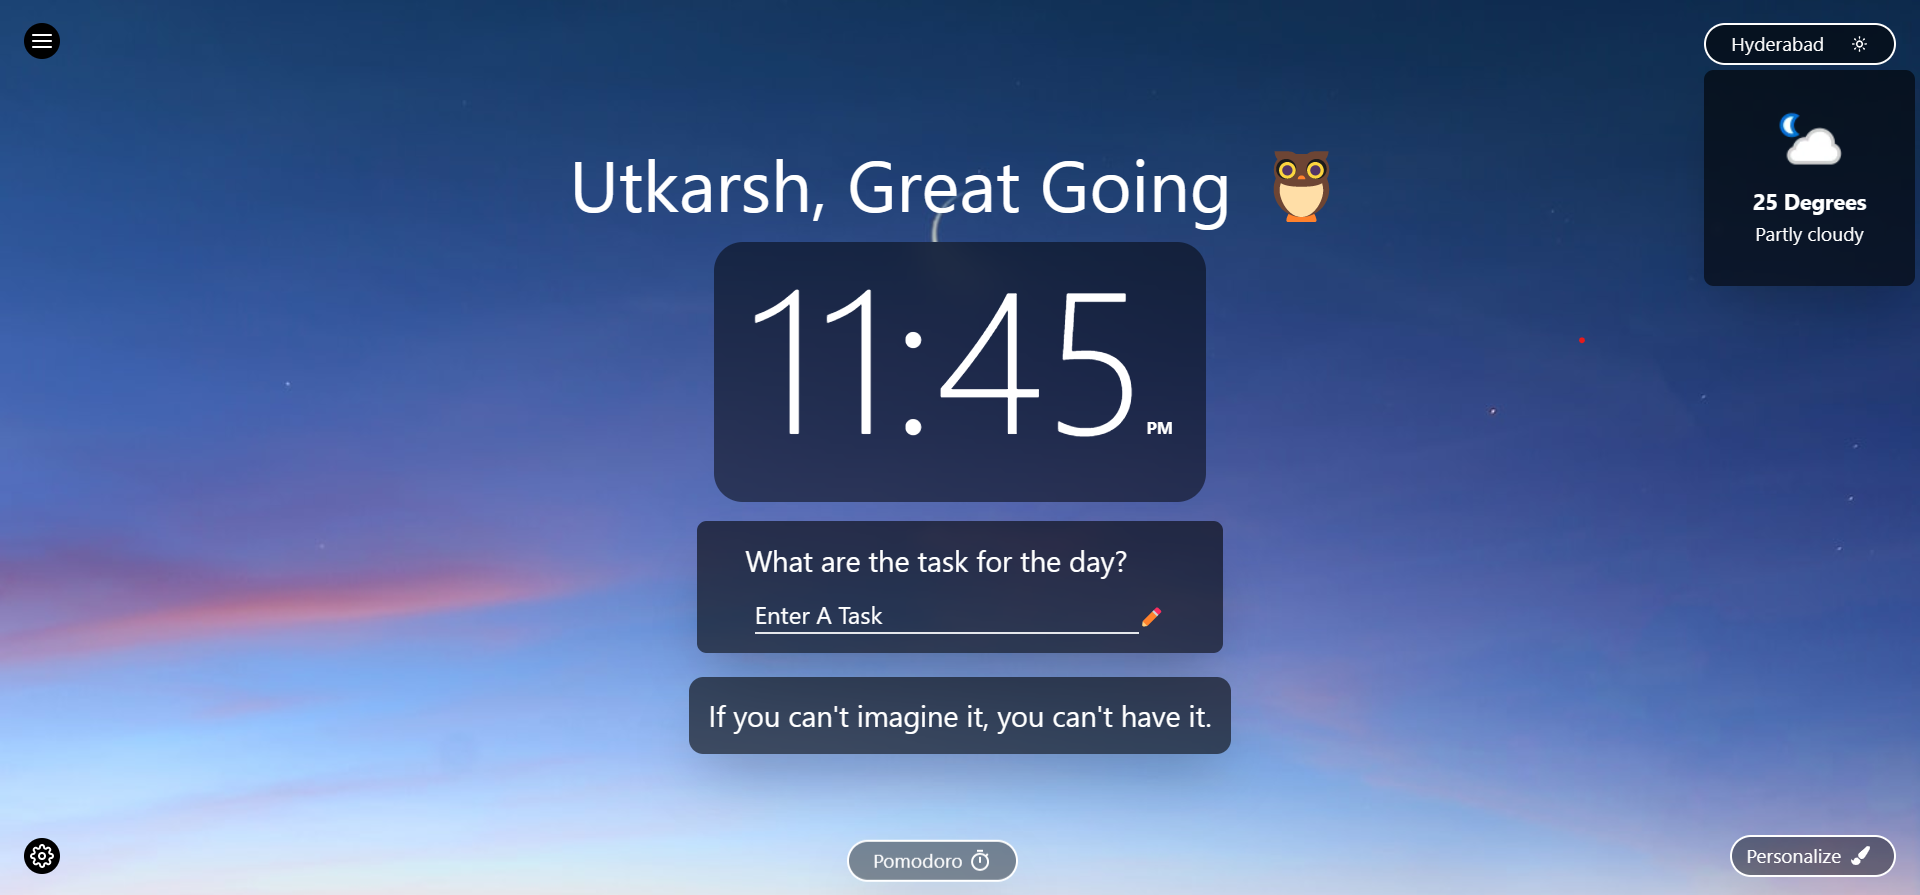 Hyderabad
Utkarsh, Great Going
25 Degrees
Partly cloudy
11:45 PM
What are the task for the day?
Enter A Task
If you can't imagine it, you can't have it.
Pomodoro
Personalize